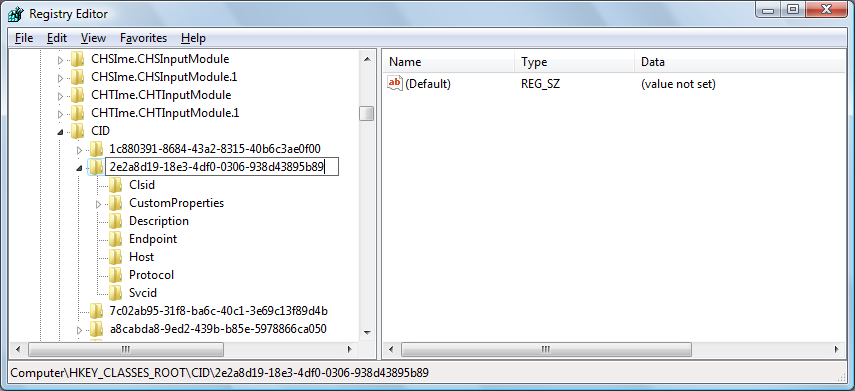 Registry Editor
File Edit View Favorites Help
CHSIme.CHSInputModule
CHSIme.CHSInputModule.1
CHTIme.CHTInputModule
CHTIme.CHTInputModule.1
CID
1c880391-8684-43a2-8315-40b6c3ae0f00
2e2a8d19-18e3-4df0-0306-938d43895b89
Clsid
CustomProperties
Description
Endpoint
Host
Protocol
Svcid
7c02ab95-31f8-ba6c-40c1-3e69c13f89d4b
a8cabda8-9ed2-439b-b85e-5978866ca050
Name Type Data
ab (Default) REG_SZ (value not set)
Computer\HKEY_CLASSES_ROOT\CID\2e2a8d19-18e3-4df0-0306-938d43895b89